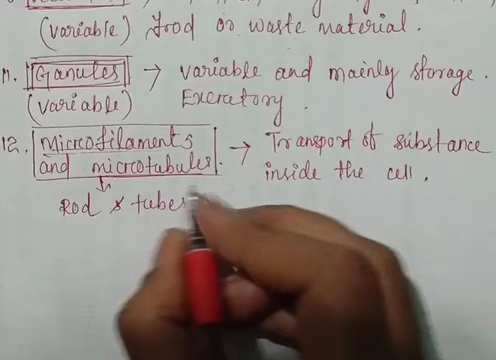 (variable) food or waste material.
11. Ganules → variable and mainly storage.
(variable) Excretory.
12. Microfilaments → Transport of substance
and microtubules. inside the cell.
Rod & tubes